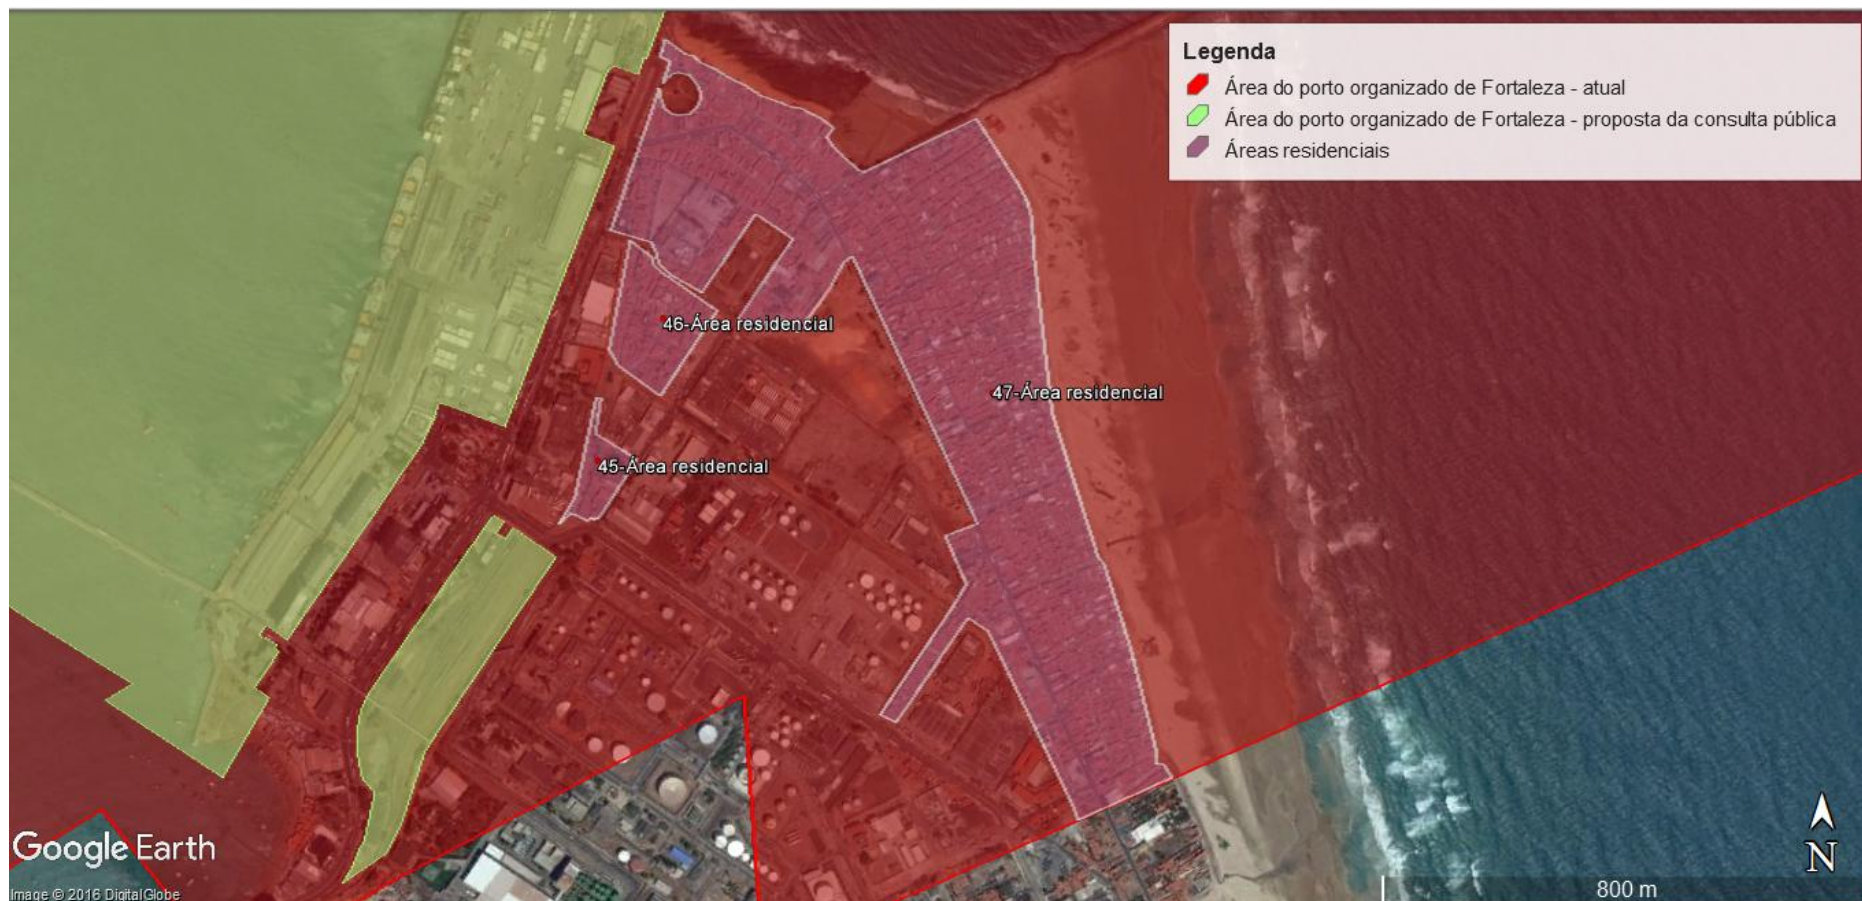 Legenda
Área do porto organizado de Fortaleza - atual
Área do porto organizado de Fortaleza - proposta da consulta pública
Áreas residenciais
46-Área residencial
47-Área residencial
45-Área residencial
Google Earth
N
Image © 2016 DigitalGlobe
800 m